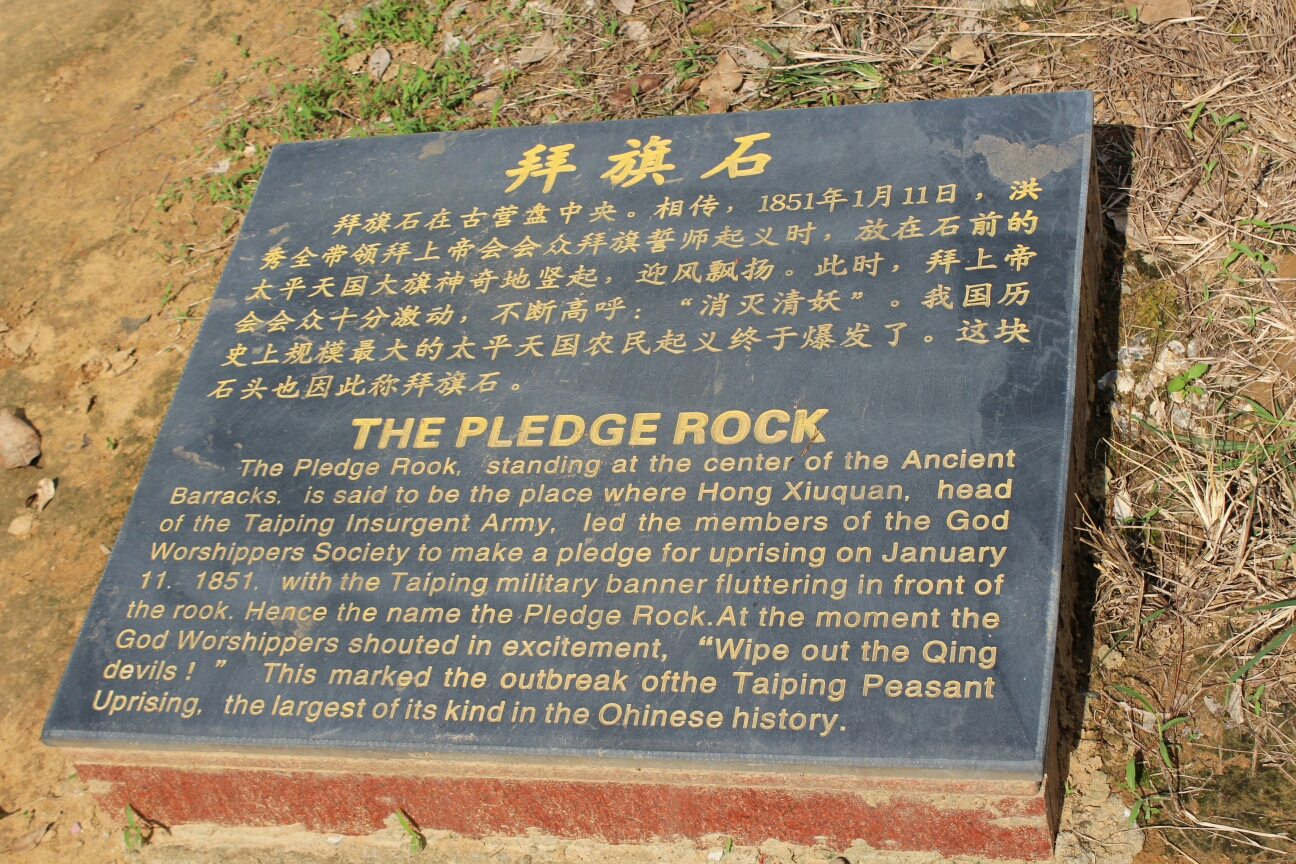 拜旗石
拜旗石在古营盘中央。相传，1851年1月11日，洪
秀全带领拜上帝会会众拜旗誓师起义时，放在石前的
太平天国大旗神奇地竖起，迎风飘扬。此时，拜上帝
会会众十分激动，不断高呼：“消灭清妖”。我国历
史上规模最大的太平天国农民起义终于爆发了。这块
石头也因此称拜旗石。
THE PLEDGE ROCK
The Pledge Rook, standing at the center of the Ancient
Barracks, is said to be the place where Hong Xiuquan, head
of the Taiping Insurgent Army, led the members of the God
Worshippers Society to make a pledge for uprising on January
11. 1851. with the Taiping military banner fluttering in front of
the rook. Hence the name the Pledge Rock.At the moment the
God Worshippers shouted in excitement, “Wipe out the Qing
devils！” This marked the outbreak ofthe Taiping Peasant
Uprising, the largest of its kind in the Ohinese history.